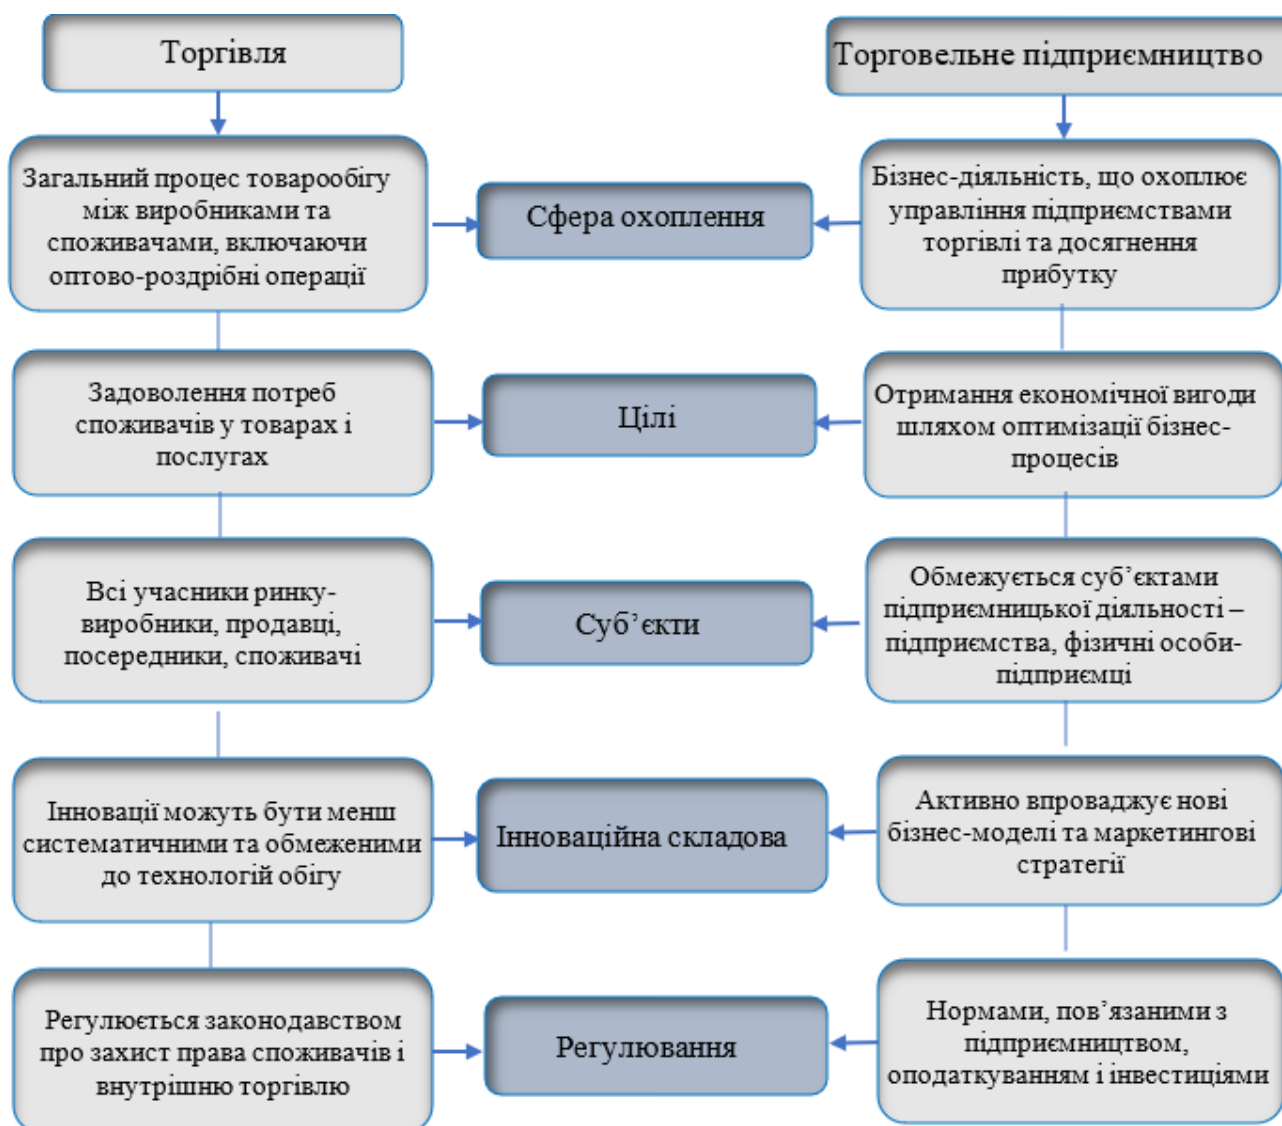 Торгівля
Торговельне підприємництво
Загальний процес товарообігу
між виробниками та
споживачами, включаючи
оптово-роздрібні операції
Сфера охоплення
Бізнес-діяльність, що охоплює
управління підприємствами
торгівлі та досягнення
прибутку
Задоволення потреб
споживачів у товарах і
послугах
Цілі
Отримання економічної вигоди
шляхом оптимізації бізнес-
процесів
Всі учасники ринку-
виробники, продавці,
посередники, споживачі
Суб’єкти
Обмежується суб’єктами
підприємницької діяльності –
підприємства, фізичні особи-
підприємці
Інновації можуть бути менш
систематичними та обмеженими
до технологій обігу
Інноваційна складова
Активно впроваджує нові
бізнес-моделі та маркетингові
стратегії
Регулюється законодавством
про захист права споживачів і
внутрішню торгівлю
Регулювання
Нормами, пов’язаними з
підприємництвом,
оподаткуванням і інвестиціями